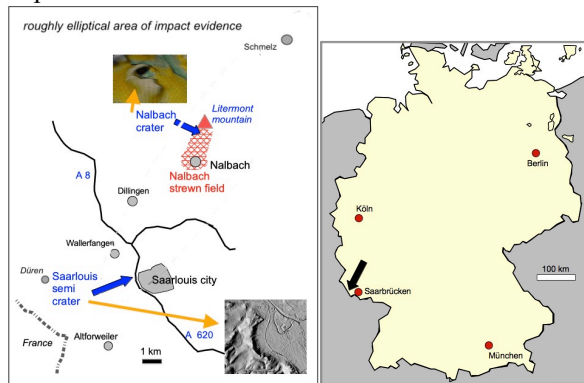 roughly elliptical area of impact evidence
Schmelz
Litermont
mountain
Nalbach
crater
Nalbach
Nalbach
strewn field
A 8
Dillingen
Wallerfangen
Düren
Saarlouis
semi
crater
Saarlouis city
France
Altforweiler
1 km
A 620
Berlin
Köln
100 km
Saarbrücken
München